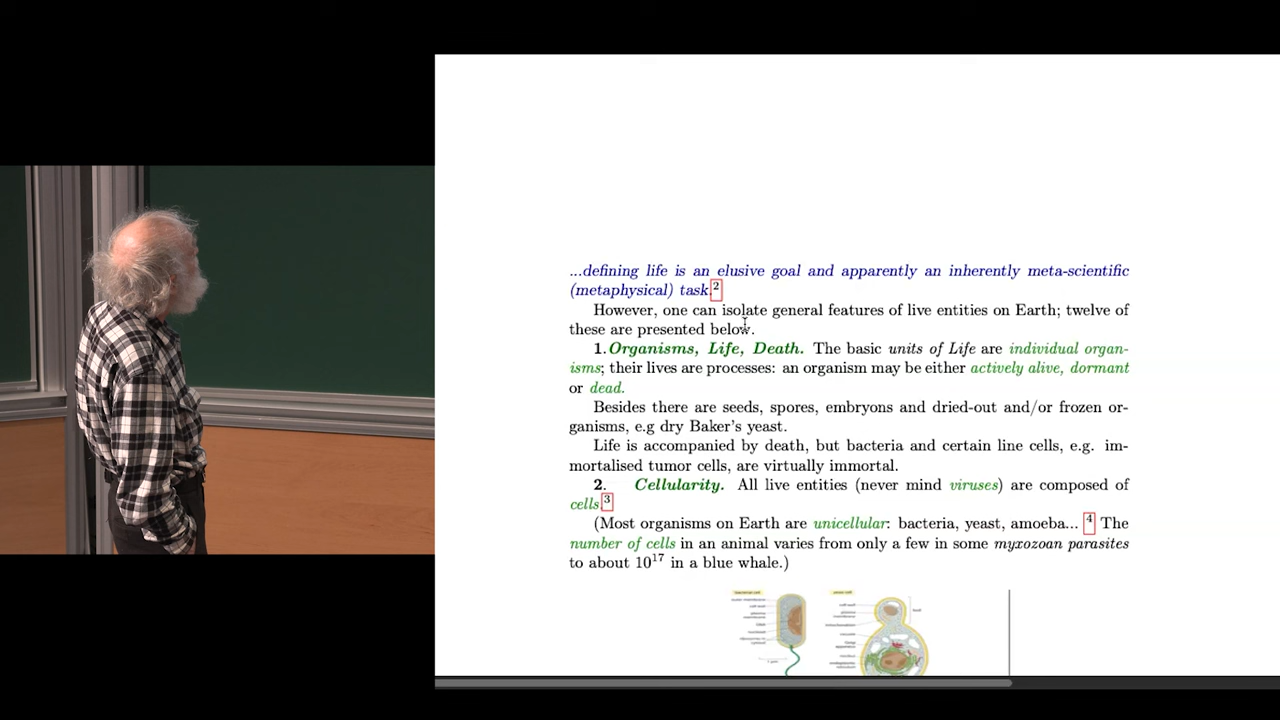 ...defining life is an elusive goal and apparently an inherently meta-scientific
(metaphysical) task.2
However, one can isolate general features of live entities on Earth; twelve of
these are presented below.
1.Organisms, Life, Death. The basic units of Life are individual organ-
isms; their lives are processes: an organism may be either actively alive, dormant
or dead.
Besides there are seeds, spores, embryons and dried-out and/or frozen or-
ganisms, e.g dry Baker's yeast.
Life is accompanied by death, but bacteria and certain line cells, e.g. im-
mortalised tumor cells, are virtually immortal.
2. Cellularity. All live entities (never mind viruses) are composed of
cells.3
(Most organisms on Earth are unicellular: bacteria, yeast, amoeba... 4 The
number of cells in an animal varies from only a few in some myxozoan parasites
to about 10^17 in a blue whale.)